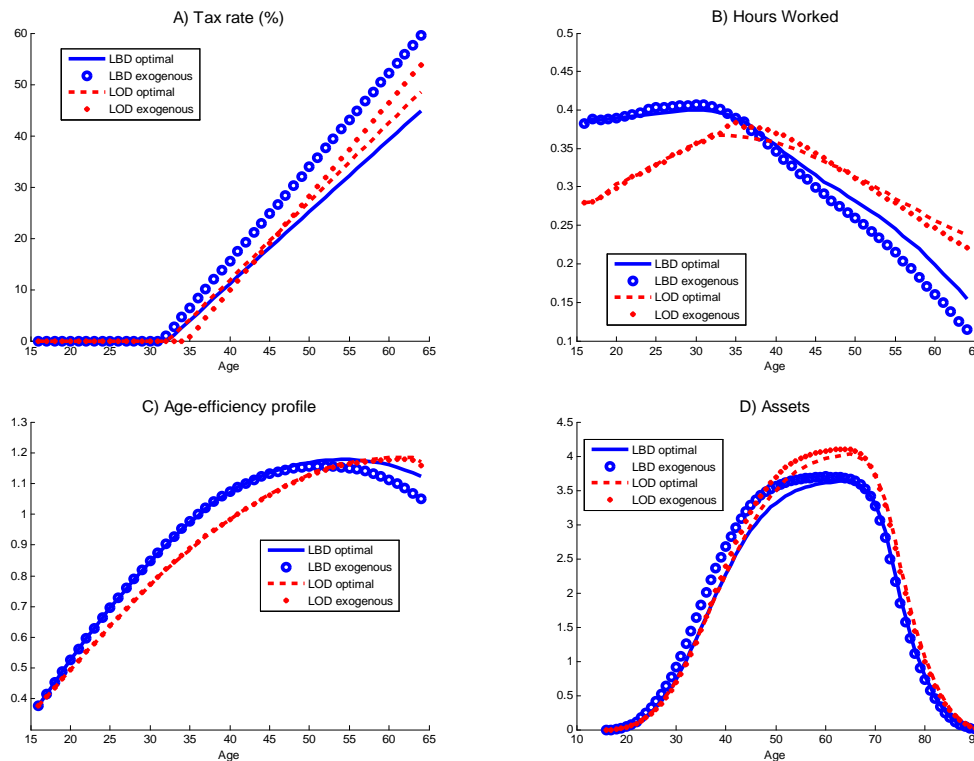 A) Tax rate (%)
60
50
40
30
20
10
0
15 20 25 30 35 40 45 50 55 60 65
Age
LBD optimal
LBD exogenous
LOD optimal
LOD exogenous
B) Hours Worked
0.5
0.45
0.4
0.35
0.3
0.25
0.2
0.15
0.1
15 20 25 30 35 40 45 50 55 60
Age
LBD optimal
LBD exogenous
LOD optimal
LOD exogenous
C) Age-efficiency profile
1.3
1.2
1.1
1
0.9
0.8
0.7
0.6
0.5
0.4
15 20 25 30 35 40 45 50 55 60 65
Age
LBD optimal
LBD exogenous
LOD optimal
LOD exogenous
D) Assets
4.5
4
3.5
3
2.5
2
1.5
1
0.5
0
10 20 30 40 50 60 70 80
Age
LBD optimal
LBD exogenous
LOD optimal
LOD exogenous